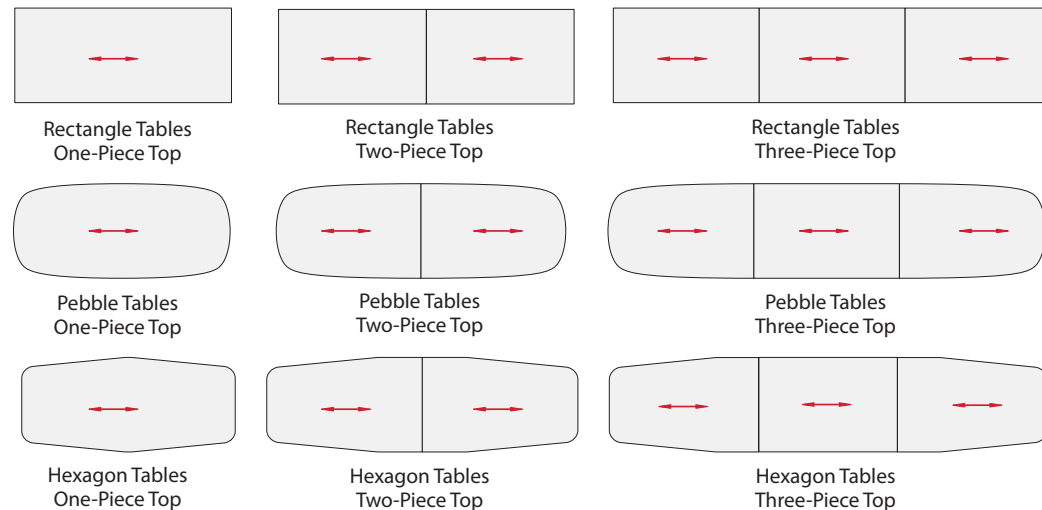 Rectangle Tables
One-Piece Top
Rectangle Tables
Two-Piece Top
Rectangle Tables
Three-Piece Top
Pebble Tables
One-Piece Top
Pebble Tables
Two-Piece Top
Pebble Tables
Three-Piece Top
Hexagon Tables
One-Piece Top
Hexagon Tables
Two-Piece Top
Hexagon Tables
Three-Piece Top